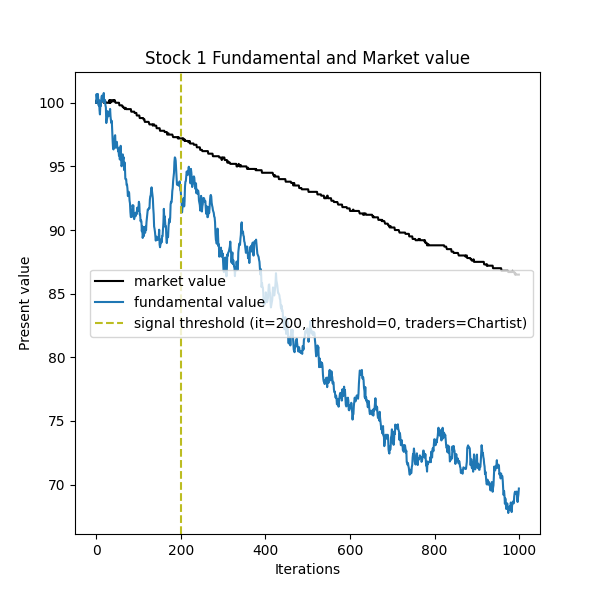 Stock 1 Fundamental and Market value
100
95
90
85
80
75
70
Present value
market value
fundamental value
signal threshold (it=200, threshold=0, traders=Chartist)
0
200
400
600
800
1000
Iterations